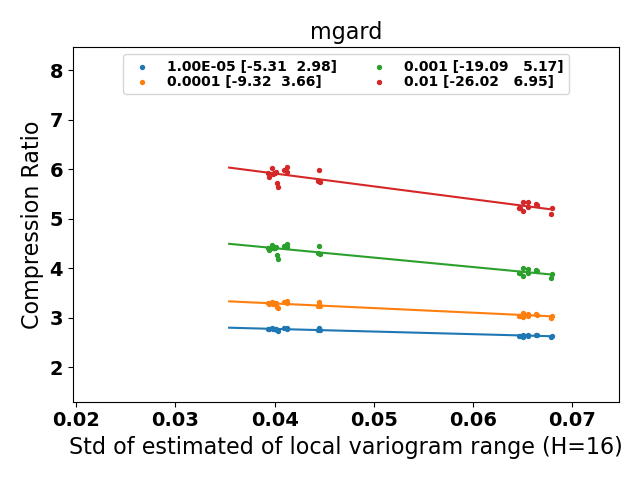 mgard
1.00E-05 [-5.31  2.98]
0.0001 [-9.32  3.66]
0.001 [-19.09   5.17]
0.01 [-26.02   6.95]
Compression Ratio
8
7
6
5
4
3
2
0.02 0.03 0.04 0.05 0.06 0.07
Std of estimated of local variogram range (H=16)